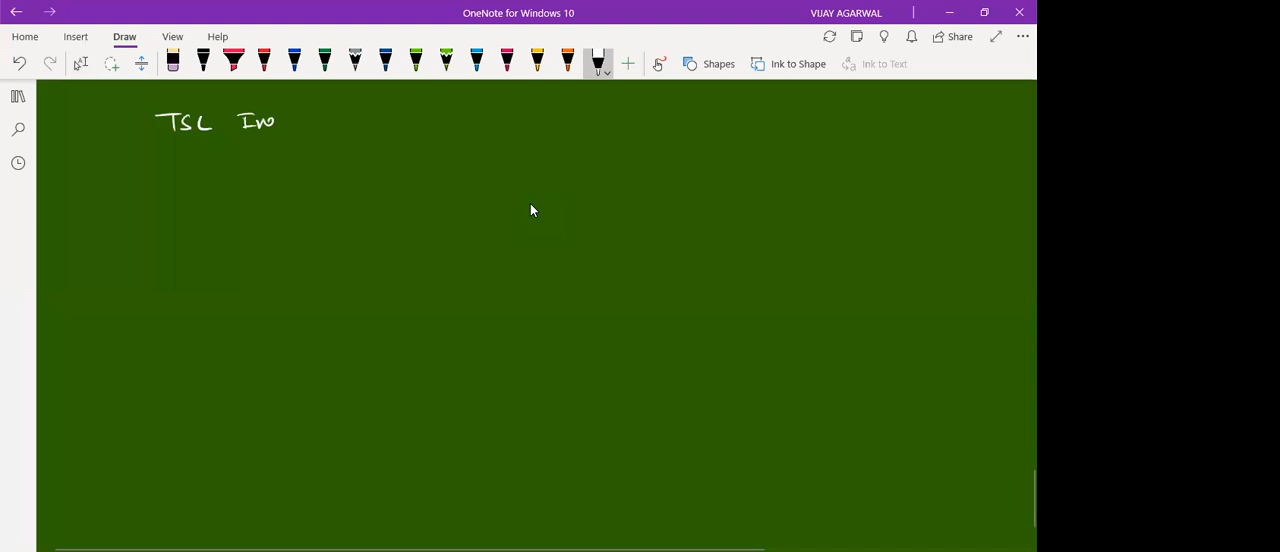 OneNote for Windows 10 VIJAY AGARWAL
Home Insert Draw View Help Share
Shapes Ink to Shape Ink to Text
TSL